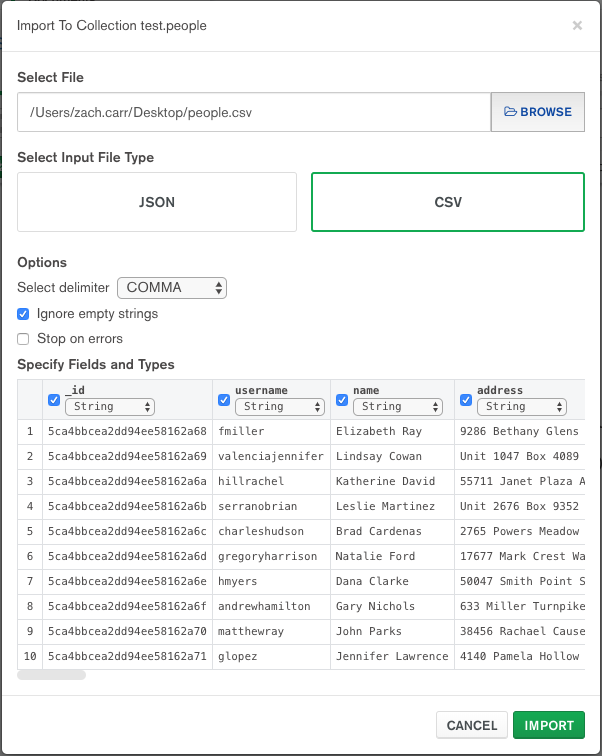 Import To Collection test.people ×
Select File
/Users/zach.carr/Desktop/people.csv BROWSE
Select Input File Type
JSON CSV
Options
Select delimiter COMMA
Ignore empty strings
Stop on errors
Specify Fields and Types
_id username name address
String String String String
1 5ca4bbcea2dd94ee58162a68 fmiller Elizabeth Ray 9286 Bethany Glens
2 5ca4bbcea2dd94ee58162a69 valenciajennifer Lindsay Cowan Unit 1047 Box 4089
3 5ca4bbcea2dd94ee58162a6a hillrachel Katherine David 55711 Janet Plaza A
4 5ca4bbcea2dd94ee58162a6b serranobrian Leslie Martinez Unit 2676 Box 9352
5 5ca4bbcea2dd94ee58162a6c charleshudson Brad Cardenas 2765 Powers Meadow
6 5ca4bbcea2dd94ee58162a6d gregoryharrison Natalie Ford 17677 Mark Crest Wa
7 5ca4bbcea2dd94ee58162a6e hmyers Dana Clarke 50047 Smith Point S
8 5ca4bbcea2dd94ee58162a6f andrewhamilton Gary Nichols 633 Miller Turnpike
9 5ca4bbcea2dd94ee58162a70 matthewray John Parks 38456 Rachael Cause
10 5ca4bbcea2dd94ee58162a71 glopez Jennifer Lawrence 4140 Pamela Hollow
CANCEL IMPORT